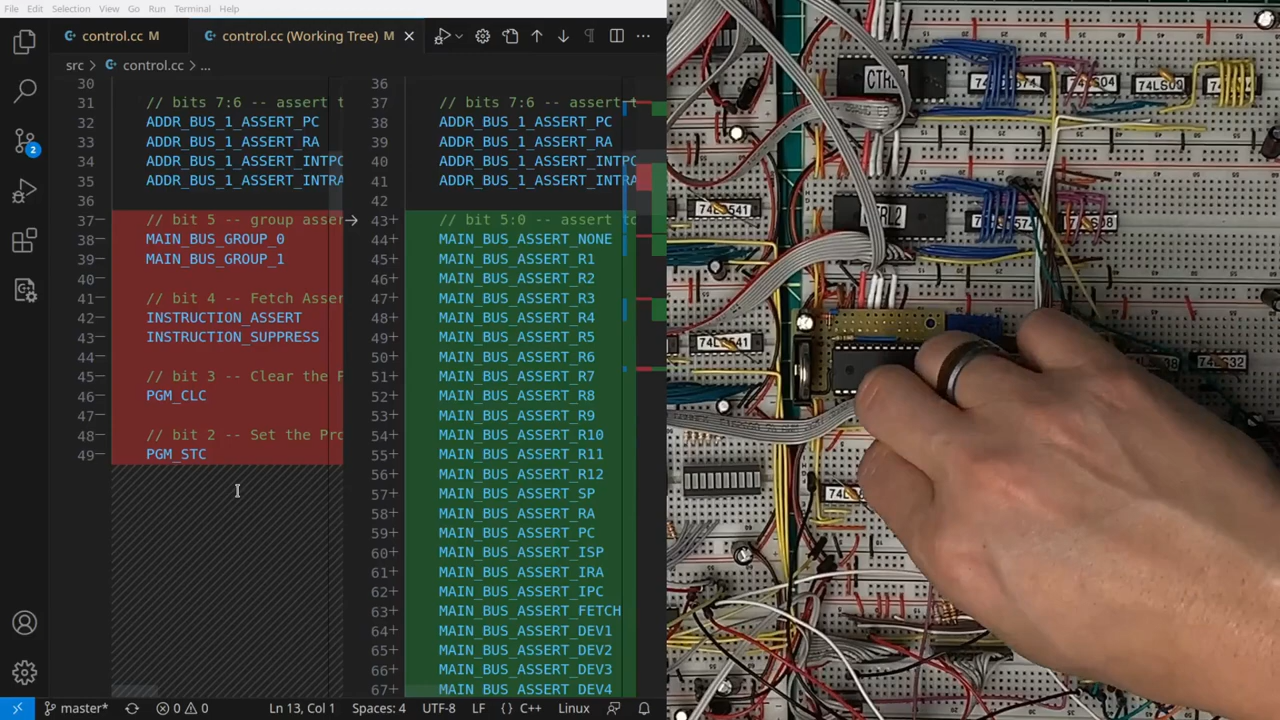 File Edit Selection View Go Run Terminal Help
control.cc M
control.cc (Working Tree) M
src > control.cc > ...
30
31 // bits 7:6 -- assert t
32 ADDR_BUS_1_ASSERT_PC
33 ADDR_BUS_1_ASSERT_RA
34 ADDR_BUS_1_ASSERT_INTPC
35 ADDR_BUS_1_ASSERT_INTRA
36
37 // bit 5 -- group asser
38 MAIN_BUS_GROUP_0
39 MAIN_BUS_GROUP_1
40
41 // bit 4 -- Fetch Asser
42 INSTRUCTION_ASSERT
43 INSTRUCTION_SUPPRESS
44
45 // bit 3 -- Clear the P
46 PGM_CLC
47
48 // bit 2 -- Set the Pro
49 PGM_STC
36
37 // bits 7:6 -- assert t
38 ADDR_BUS_1_ASSERT_PC
39 ADDR_BUS_1_ASSERT_RA
40 ADDR_BUS_1_ASSERT_INTPC
41 ADDR_BUS_1_ASSERT_INTRA
42
43+ // bit 5:0 -- assert to
44+ MAIN_BUS_ASSERT_NONE
45+ MAIN_BUS_ASSERT_R1
46+ MAIN_BUS_ASSERT_R2
47+ MAIN_BUS_ASSERT_R3
48+ MAIN_BUS_ASSERT_R4
49+ MAIN_BUS_ASSERT_R5
50+ MAIN_BUS_ASSERT_R6
51+ MAIN_BUS_ASSERT_R7
52+ MAIN_BUS_ASSERT_R8
53+ MAIN_BUS_ASSERT_R9
54+ MAIN_BUS_ASSERT_R10
55+ MAIN_BUS_ASSERT_R11
56+ MAIN_BUS_ASSERT_R12
57+ MAIN_BUS_ASSERT_SP
58+ MAIN_BUS_ASSERT_RA
59+ MAIN_BUS_ASSERT_PC
60+ MAIN_BUS_ASSERT_ISP
61+ MAIN_BUS_ASSERT_IRA
62+ MAIN_BUS_ASSERT_IPC
63+ MAIN_BUS_ASSERT_FETCH
64+ MAIN_BUS_ASSERT_DEV1
65+ MAIN_BUS_ASSERT_DEV2
66+ MAIN_BUS_ASSERT_DEV3
67+ MAIN_BUS_ASSERT_DEV4
2
master* 0 0 Ln 13, Col 1 Spaces: 4 UTF-8 LF {} C++ Linux
74LS32